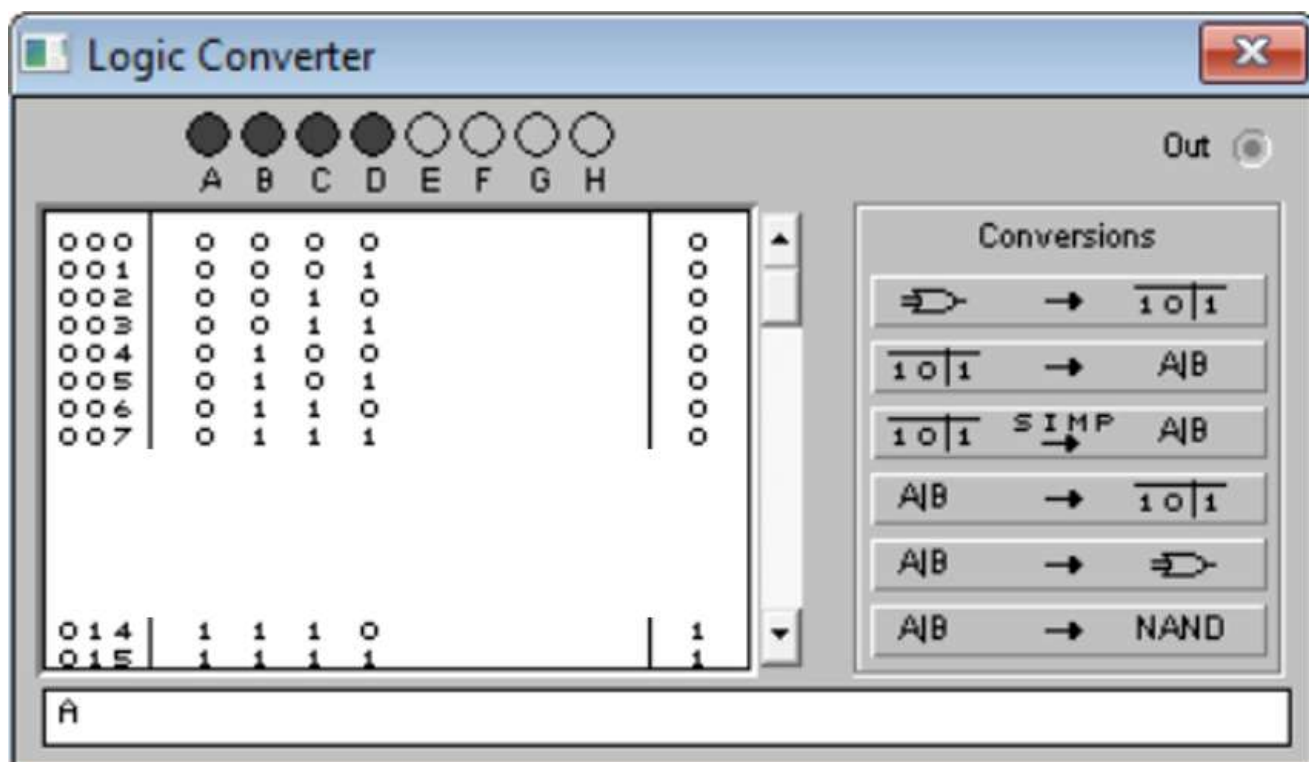 Logic Converter
Out
A B C D E F G H
000 0 0 0 0 0
001 0 0 0 1 0
002 0 0 1 0 0
003 0 0 1 1 0
004 0 1 0 0 0
005 0 1 0 1 0
006 0 1 1 0 0
007 0 1 1 1 0
014 1 1 1 0 1
015 1 1 1 1 1
Conversions
→ 1 0|1
1 0|1 → A|B
1 0|1 SIMP → A|B
A|B → 1 0|1
A|B →
A|B → NAND
A